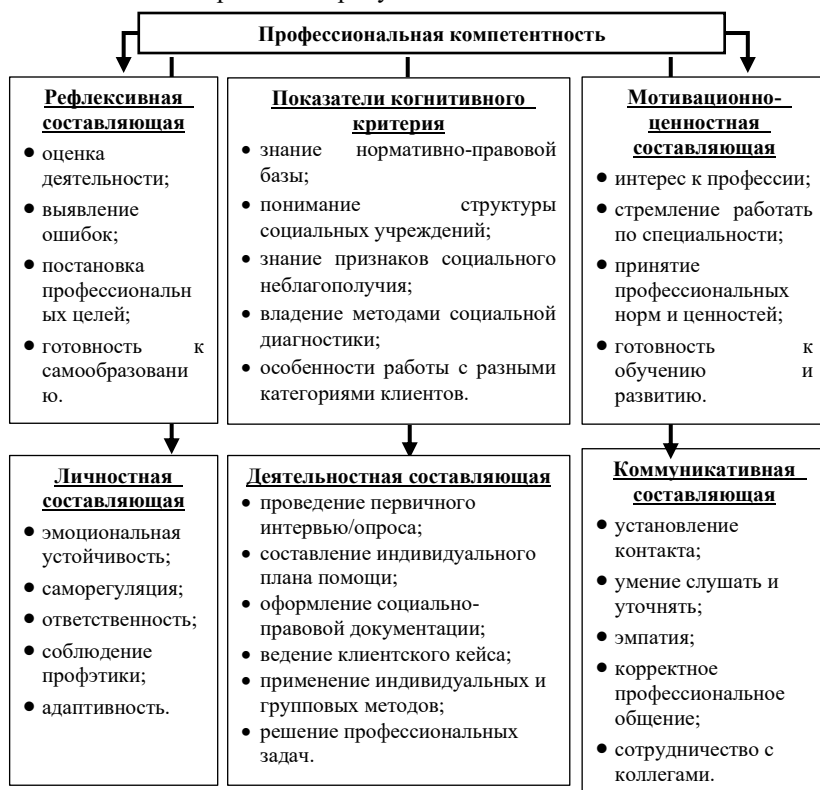 Профессиональная компетентность
Рефлексивная
составляющая
• оценка
деятельности;
• выявление
ошибок;
• постановка
профессиональн
ых целей;
• готовность к
самообразовани
ю.
Показатели когнитивного
критерия
• знание нормативно-правовой
базы;
• понимание структуры
социальных учреждений;
• знание признаков социального
неблагополучия;
• владение методами социальной
диагностики;
• особенности работы с разными
категориями клиентов.
Мотивационно-
ценностная
составляющая
• интерес к профессии;
• стремление работать
по специальности;
• принятие
профессиональных
норм и ценностей;
• готовность к
обучению и
развитию.
Личностная
составляющая
• эмоциональная
устойчивость;
• саморегуляция;
• ответственность;
• соблюдение
профэтики;
• адаптивность.
Деятельностная составляющая
• проведение первичного
интервью/опроса;
• составление индивидуального
плана помощи;
• оформление социально-
правовой документации;
• ведение клиентского кейса;
• применение индивидуальных и
групповых методов;
• решение профессиональных
задач.
Коммуникативная
составляющая
• установление
контакта;
• умение слушать и
уточнять;
• эмпатия;
• корректное
профессиональное
общение;
• сотрудничество с
коллегами.